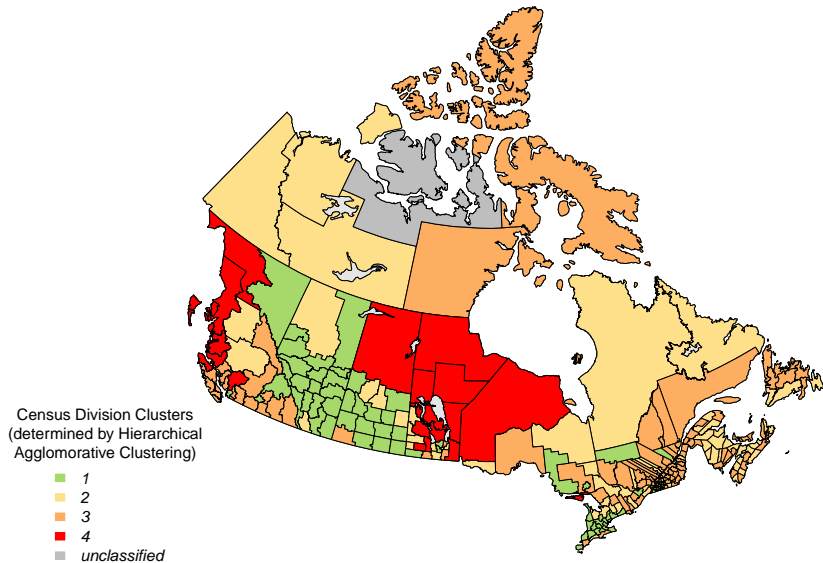 Census Division Clusters
(determined by Hierarchical
Agglomorative Clustering)
1
2
3
4
unclassified